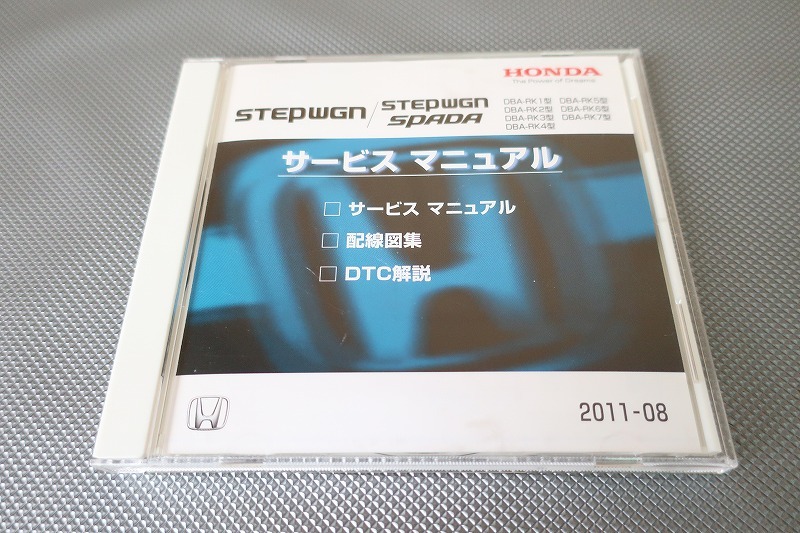 HONDA
The Power of Dreams
STEPWGN / STEPWGN SPADA
DBA-RK1型 DBA-RK5型
DBA-RK2型 DBA-RK6型
DBA-RK3型 DBA-RK7型
DBA-RK4型
サービス マニュアル
□ サービス マニュアル
□ 配線図集
□ DTC解説
2011-08